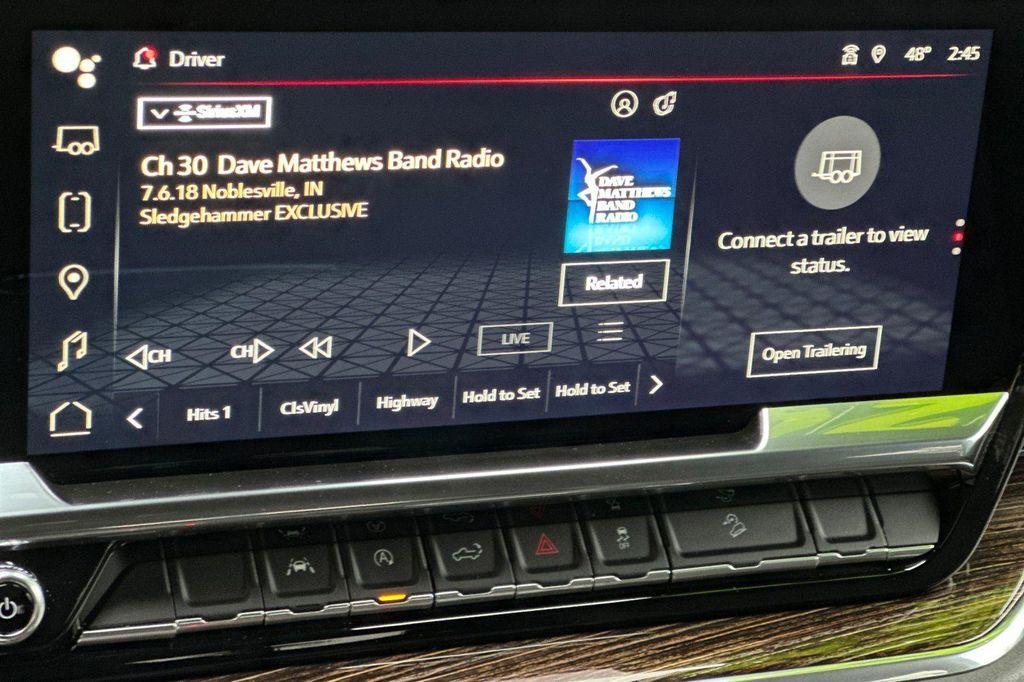 Driver
48° 2:45
SiriusXM
Ch 30 Dave Matthews Band Radio
7.6.18 Noblesville, IN
Sledgehammer EXCLUSIVE
DAVE
MATTHEWS
BAND
RADIO
Related
Connect a trailer to view
status.
Open Trailering
CH
CH
LIVE
Hits 1
ClsVinyl
Highway
Hold to Set
Hold to Set
A